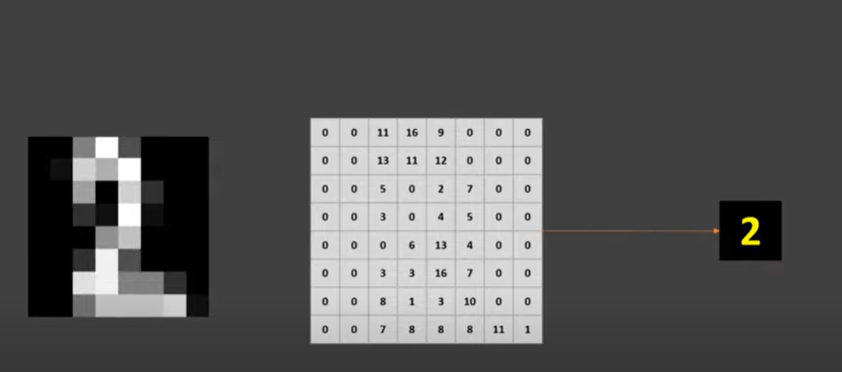 0 0 11 16 9 0 0 0
0 0 13 11 12 0 0 0
0 0 5 0 2 7 0 0
0 0 3 0 4 5 0 0
0 0 0 6 13 4 0 0
0 0 3 3 16 7 0 0
0 0 8 1 3 10 0 0
0 0 7 8 8 8 11 1
2